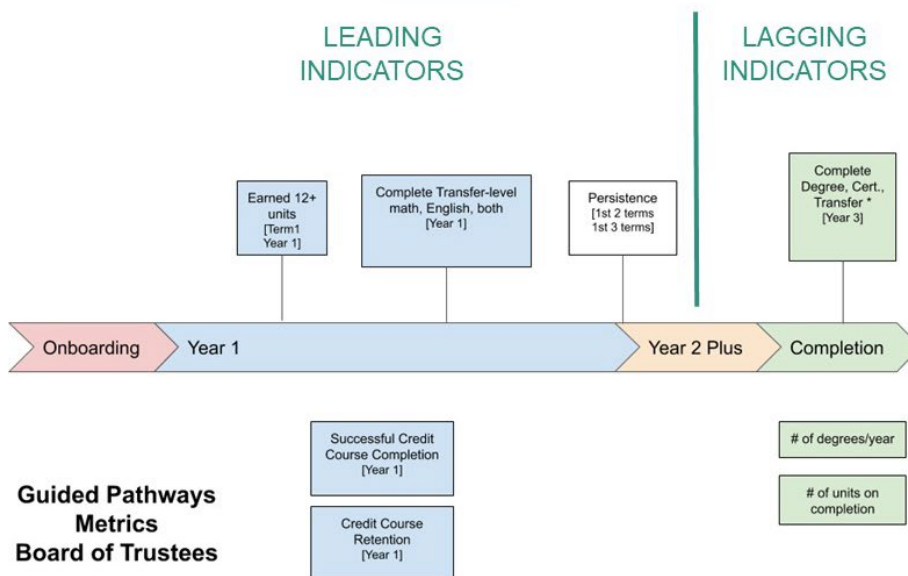 LEADING
INDICATORS
LAGGING
INDICATORS
Earned 12+
units
[Term1
Year 1]
Complete Transfer-level
math, English, both
[Year 1]
Persistence
[1st 2 terms
1st 3 terms]
Complete
Degree, Cert.,
Transfer *
[Year 3]
Onboarding
Year 1
Year 2 Plus
Completion
Successful Credit
Course Completion
[Year 1]
Credit Course
Retention
[Year 1]
# of degrees/year
# of units on
completion
Guided Pathways
Metrics
Board of Trustees